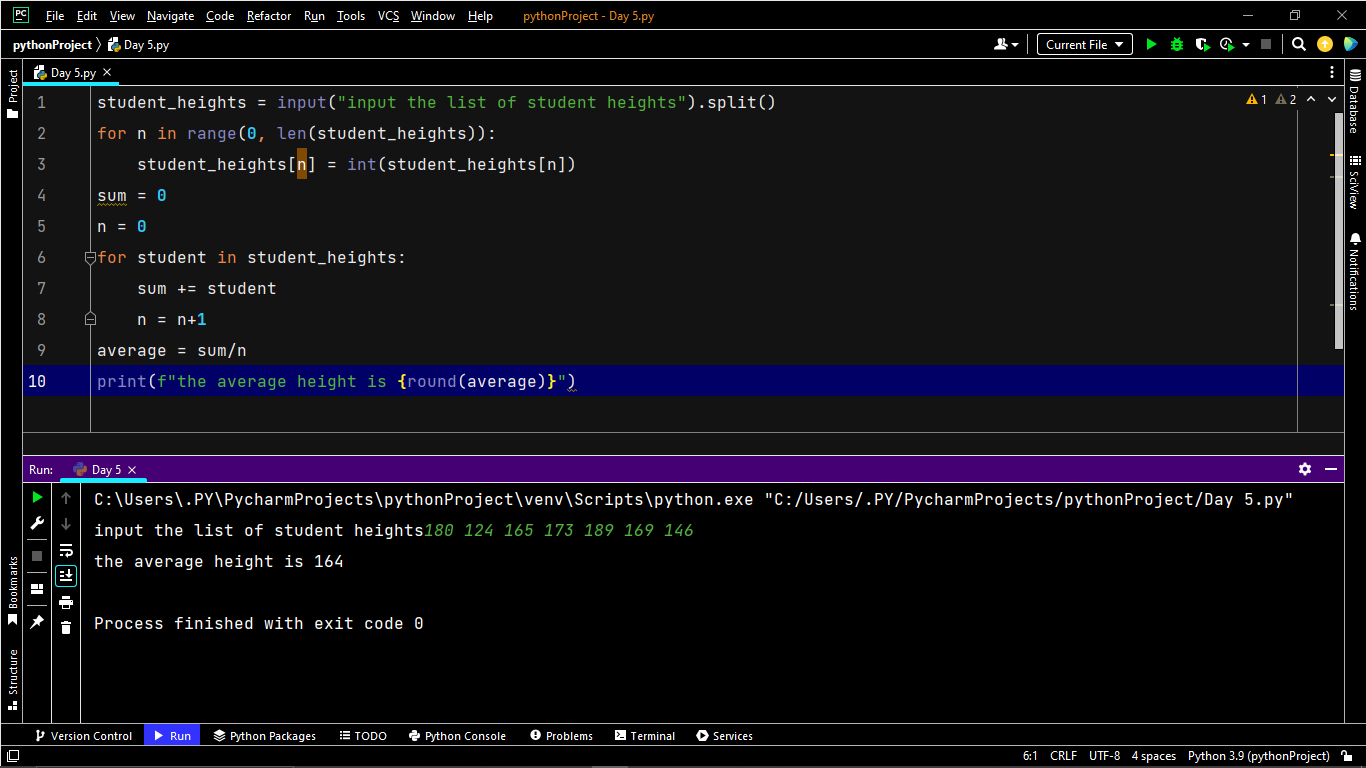 PC File Edit View Navigate Code Refactor Run Tools VCS Window Help pythonProject - Day 5.py
pythonProject Day 5.py Current File
Project
Day 5.py
1 student_heights = input("input the list of student heights").split()
2 for n in range(0, len(student_heights)):
3     student_heights[n] = int(student_heights[n])
4 sum = 0
5 n = 0
6 for student in student_heights:
7     sum += student
8     n = n+1
9 average = sum/n
10 print(f"the average height is {round(average)}")
1 2
Database
SciView
Notifications
Run: Day 5
C:\Users\.PY\PycharmProjects\pythonProject\venv\Scripts\python.exe "C:/Users/.PY/PycharmProjects/pythonProject/Day 5.py"
input the list of student heights180 124 165 173 189 169 146
the average height is 164
Process finished with exit code 0
Bookmarks
Structure
Version Control Run Python Packages TODO Python Console Problems Terminal Services
6:1 CRLF UTF-8 4 spaces Python 3.9 (pythonProject)